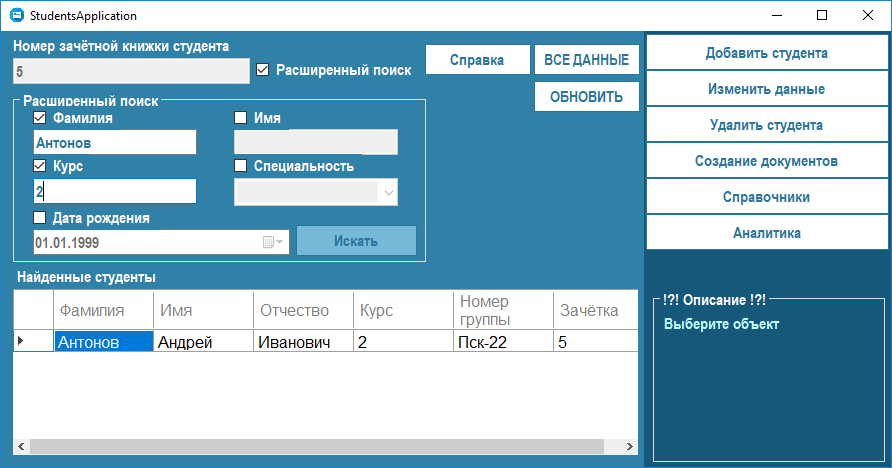 StudentsApplication
Номер зачётной книжки студента
5
Расширенный поиск
Справка
ВСЕ ДАННЫЕ
ОБНОВИТЬ
Расширенный поиск
Фамилия
Имя
Антонов
Курс
Специальность
2
Дата рождения
01.01.1999
Искать
Найденные студенты
Фамилия Имя Отчество Курс Номер группы Зачётка
Антонов Андрей Иванович 2 Пск-22 5
Добавить студента
Изменить данные
Удалить студента
Создание документов
Справочники
Аналитика
!?! Описание !?!
Выберите объект